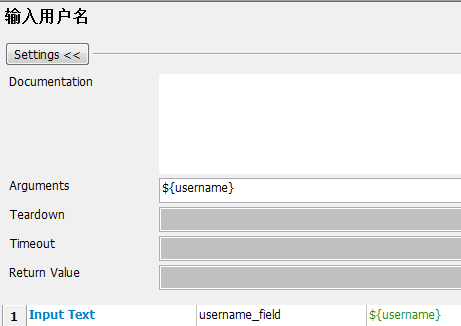 输入用户名
Settings <<
Documentation
Arguments ${username}
Teardown
Timeout
Return Value
1 Input Text username_field ${username}